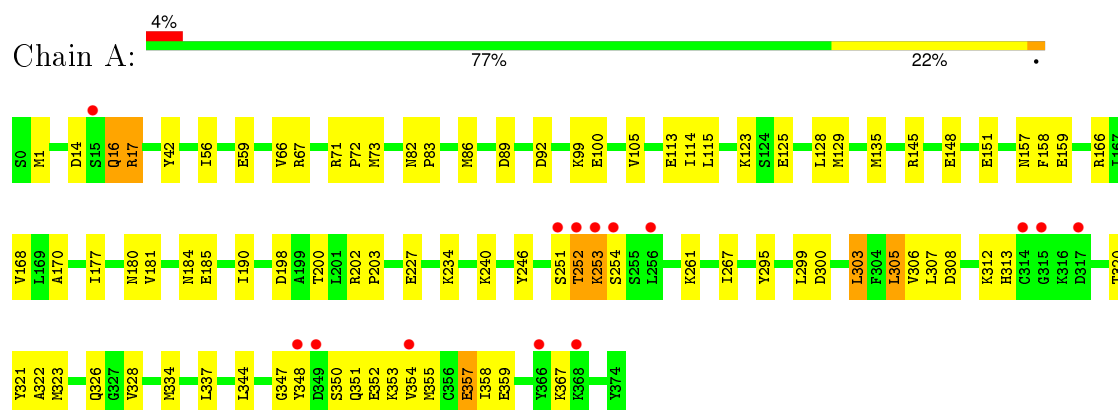 4%
Chain A:
77% 22% •
S0 M1 D14 S15 Q16 R17 Y42 I56 E59 V66 R67 R71 P72 M73 N82 P83 M86 D89 D92 K99 E100 V105 E113 I114 L115 K123 S124 E125 L128 M129 M135 R145 E148 E151 N157 F158 E159 R166 I167
V168 L169 A170 I177 N180 V181 N184 E185 I190 D198 A199 T200 L201 R202 P203 E227 K234 K240 Y246 S251 T252 K253 S254 S255 L256 K261 I267 Y295 L299 D300 L303 F304 L305 V306 L307 D308 K312 H313 C314 G315 K316 D317 T320
Y321 A322 M323 Q326 G327 V328 M334 L337 L344 G347 Y348 D349 S350 Q351 E352 K353 V354 M355 C356 E357 I358 E359 Y366 K367 K368 Y374